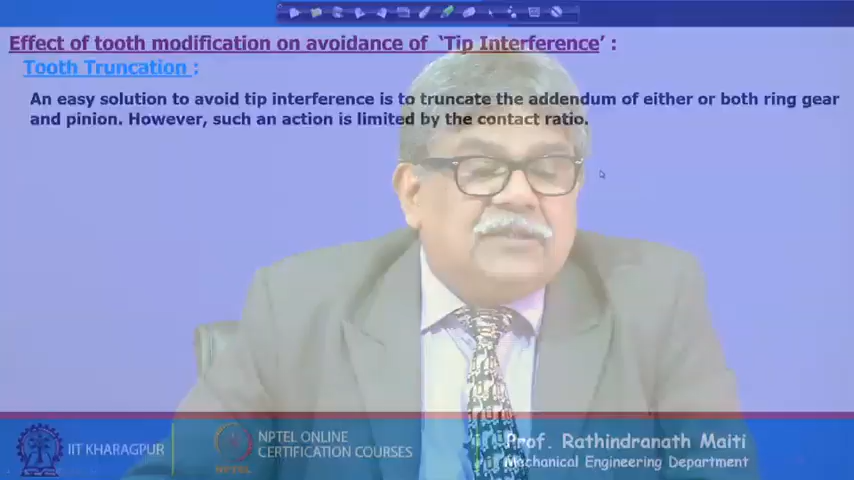 Effect of tooth modification on avoidance of ‘Tip Interference’ :
Tooth Truncation :
An easy solution to avoid tip interference is to truncate the addendum of either or both ring gear
and pinion. However, such an action is limited by the contact ratio.
IIT KHARAGPUR
NPTEL
NPTEL ONLINE
CERTIFICATION COURSES
Prof. Rathindranath Maiti
Mechanical Engineering Department